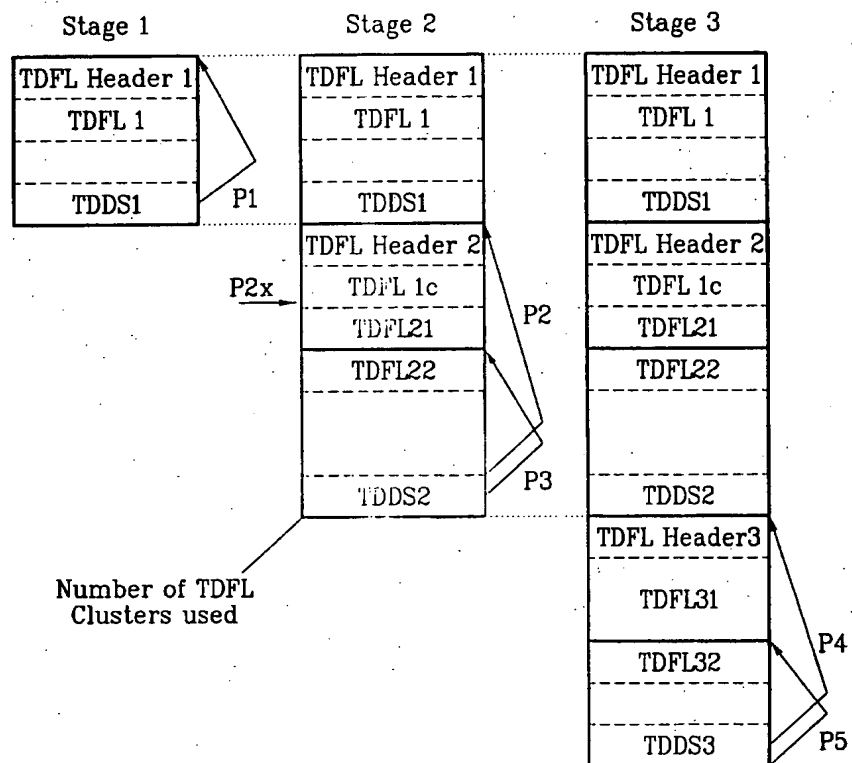 Stage 1
TDFL Header 1
TDFL 1
TDDS1
P1
Stage 2
TDFL Header 1
TDFL 1
TDDS1
TDFL Header 2
P2x
TDFL 1c
TDFL21
P2
TDFL22
P3
TDDS2
Number of TDFL
Clusters used
Stage 3
TDFL Header 1
TDFL 1
TDDS1
TDFL Header 2
TDFL 1c
TDFL21
TDFL22
TDDS2
TDFL Header3
TDFL31
P4
TDFL32
P5
TDDS3